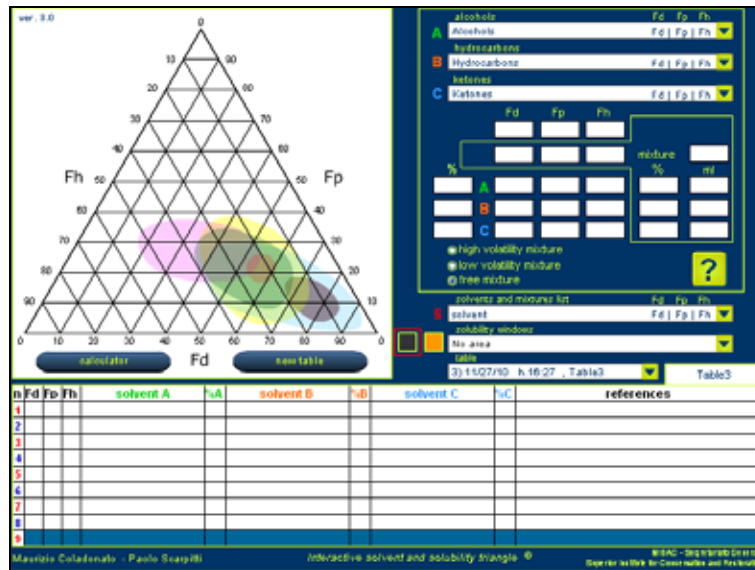 ver. 3.0
alcohols Fd Fp Fh
A Alcohols Fd | Fp | Fh
hydrocarbons
B Hydrocarbons Fd | Fp | Fh
ketones
C Ketones Fd | Fp | Fh
Fd Fp Fh
mixture
% % ml
A
B
C
high volatility mixture
low volatility mixture
free mixture
?
solvents and mixtures list Fd Fp Fh
S solvent Fd | Fp | Fh
solubility windows
No area
table
3) 11/27/10 h.16:27 , Table3
Table3
0
10 90
20 80
30 70
40 60
Fh 50 50 Fp
60 40
70 30
80 20
90 10
0 10 20 30 40 50 60 70 80 90 0
calculator Fd new table
n Fd Fp Fh solvent A %A solvent B %B solvent C %C references
1
2
3
4
5
6
7
8
9
Maurizio Coladonato - Paolo Scarpitti
Interactive solvent and solubility triangle ©
Superior Institute for Conservation and